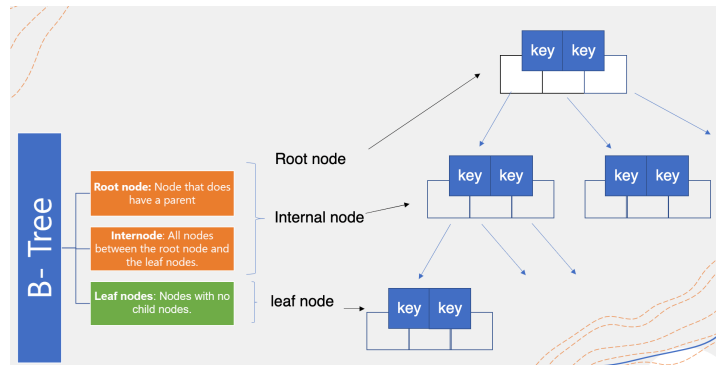 B- Tree
Root node: Node that does
have a parent
Internode: All nodes
between the root node and
the leaf nodes.
Leaf nodes: Nodes with no
child nodes.
Root node
Internal node
leaf node
key key
key key
key key
key key